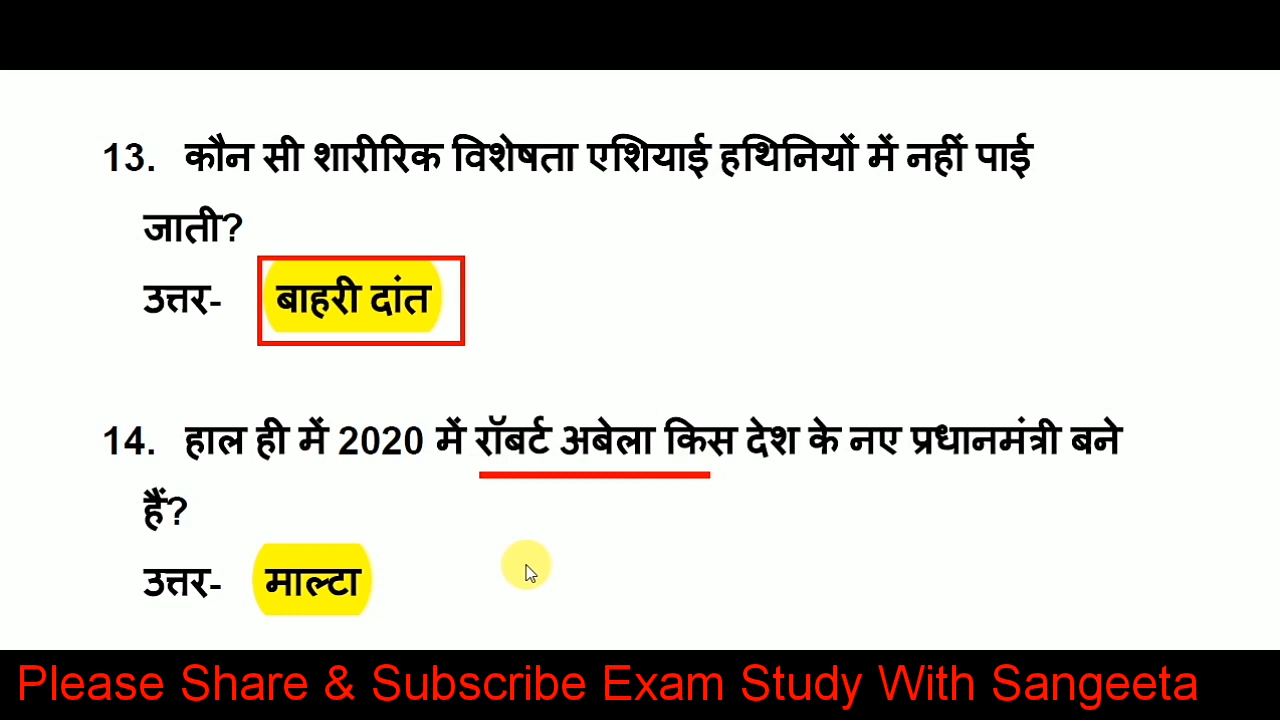 13. कौन सी शारीरिक विशेषता एशियाई हथिनियों में नहीं पाई
जाती?
उत्तर- बाहरी दांत
14. हाल ही में 2020 में रॉबर्ट अबेला किस देश के नए प्रधानमंत्री बने
हैं?
उत्तर- माल्टा
Please Share & Subscribe Exam Study With Sangeeta